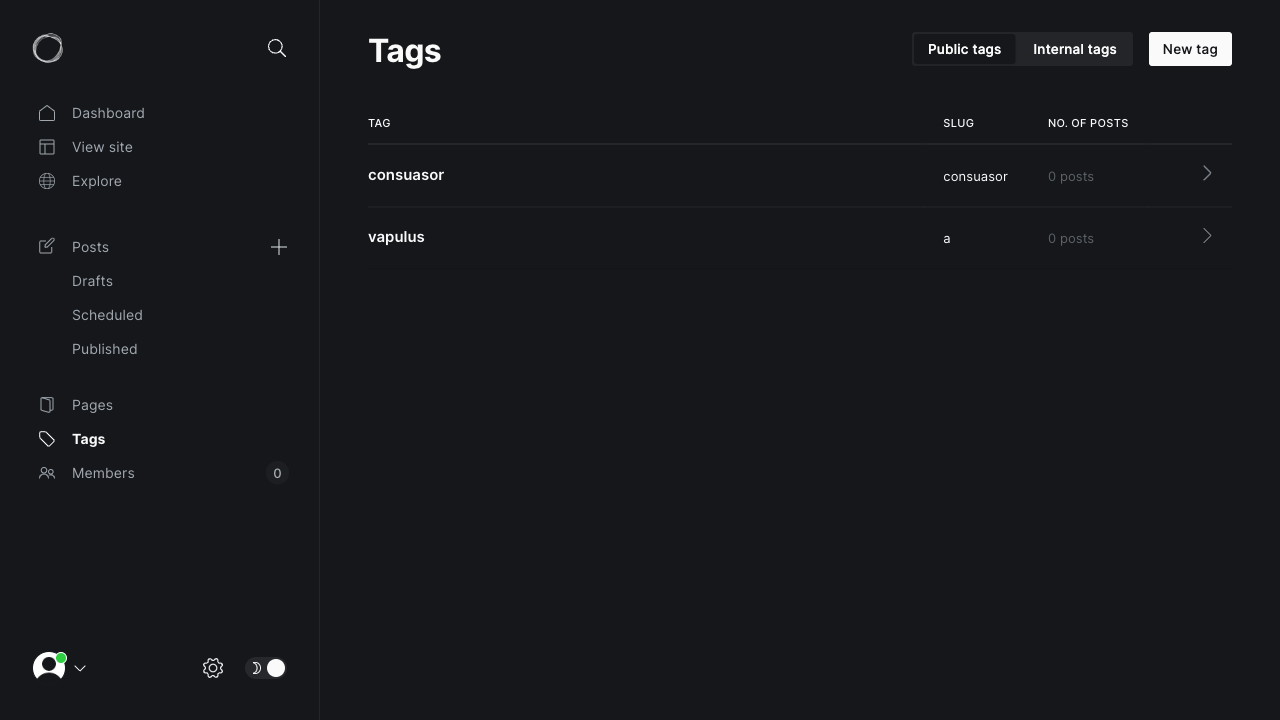 Tags
Public tags
Internal tags
New tag
Dashboard
View site
Explore
Posts
Drafts
Scheduled
Published
Pages
Tags
Members
0
TAG
SLUG
NO. OF POSTS
consuasor
consuasor
0 posts
vapulus
a
0 posts